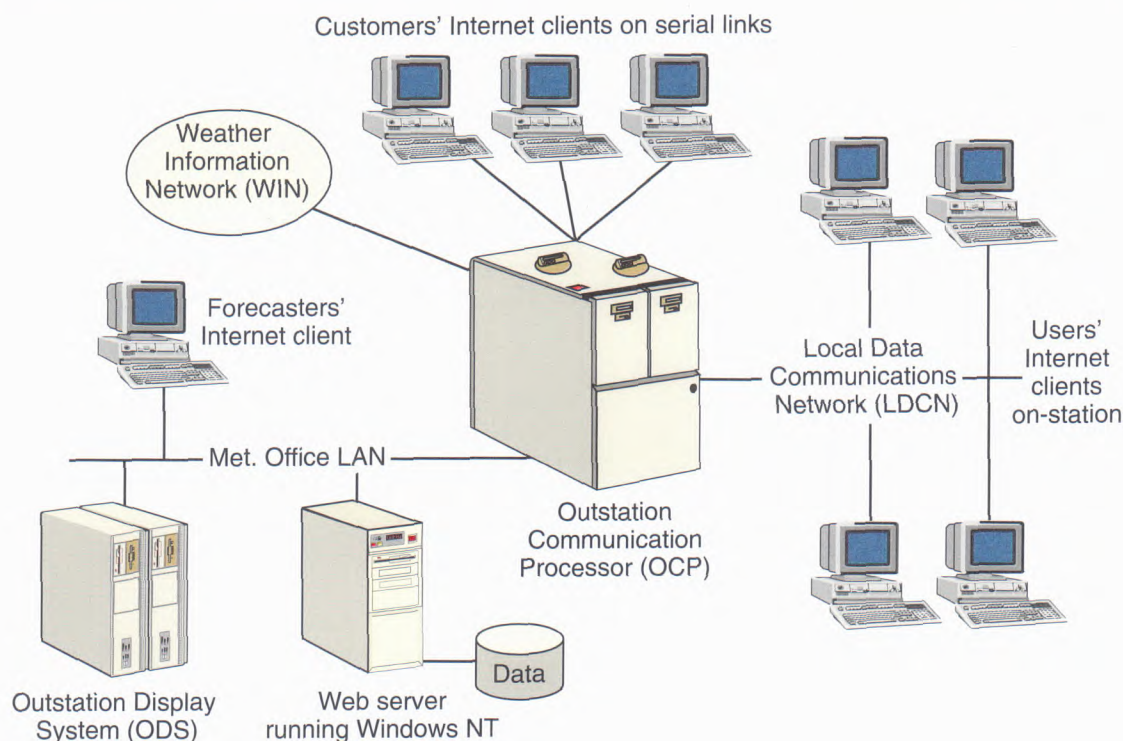 Customers' Internet clients on serial links
Weather
Information
Network (WIN)
Forecasters'
Internet client
Local Data
Communications
Network (LDCN)
Users'
Internet
clients
on-station
Met. Office LAN
Outstation
Communication
Processor (OCP)
Data
Outstation Display
System (ODS)
Web server
running Windows NT